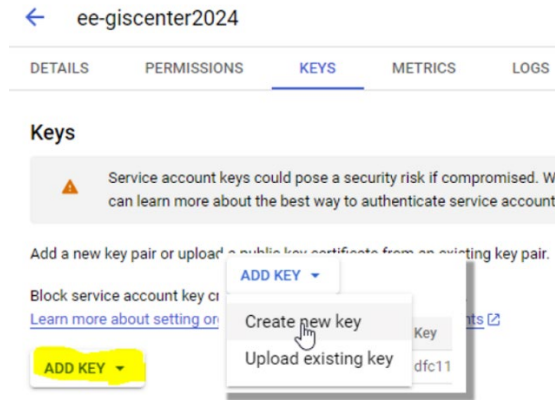 ee-giscenter2024
DETAILS PERMISSIONS KEYS METRICS LOGS
Keys
Service account keys could pose a security risk if compromised. W
can learn more about the best way to authenticate service account
Add a new key pair or upload a public key certificate from an existing key pair.
Block service account key cr
Learn more about setting or
ADD KEY
ADD KEY
Create new key
Upload existing key
Key
dfc11